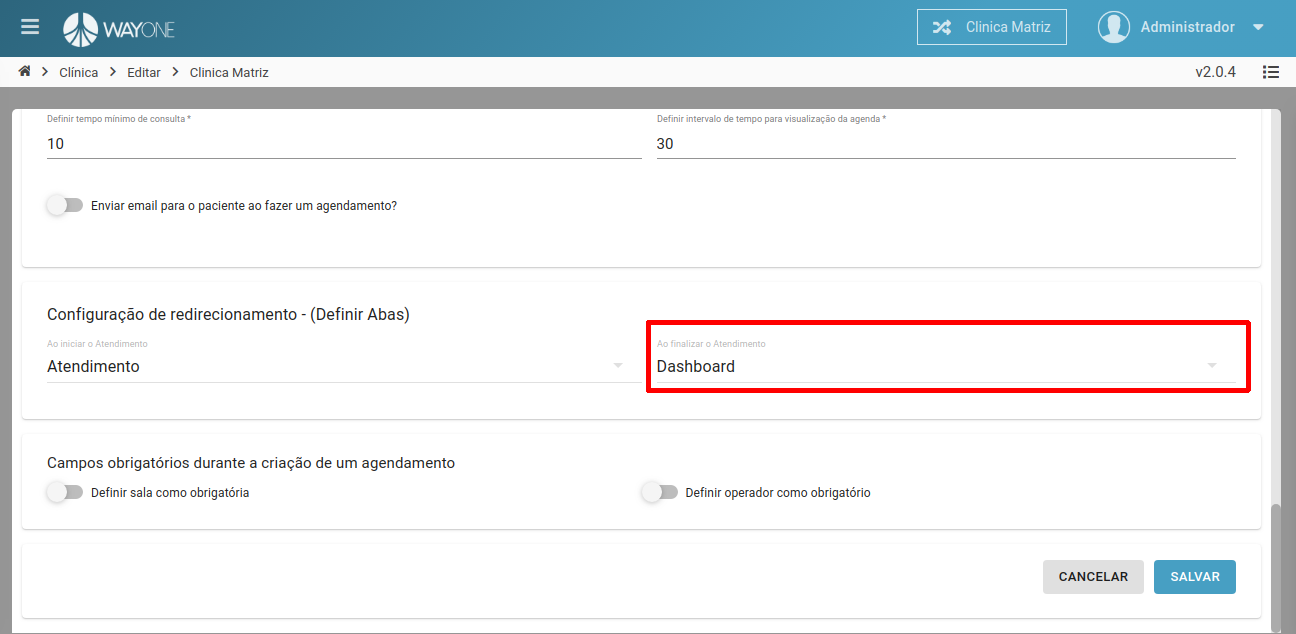 WAYONE
Clinica Matriz
Administrador
Clínica
Editar
Clinica Matriz
v2.0.4
Definir tempo mínimo de consulta *
Definir intervalo de tempo para visualização da agenda *
10
30
Enviar email para o paciente ao fazer um agendamento?
Configuração de redirecionamento - (Definir Abas)
Ao iniciar o Atendimento
Ao finalizar o Atendimento
Atendimento
Dashboard
Campos obrigatórios durante a criação de um agendamento
Definir sala como obrigatória
Definir operador como obrigatório
CANCELAR
SALVAR